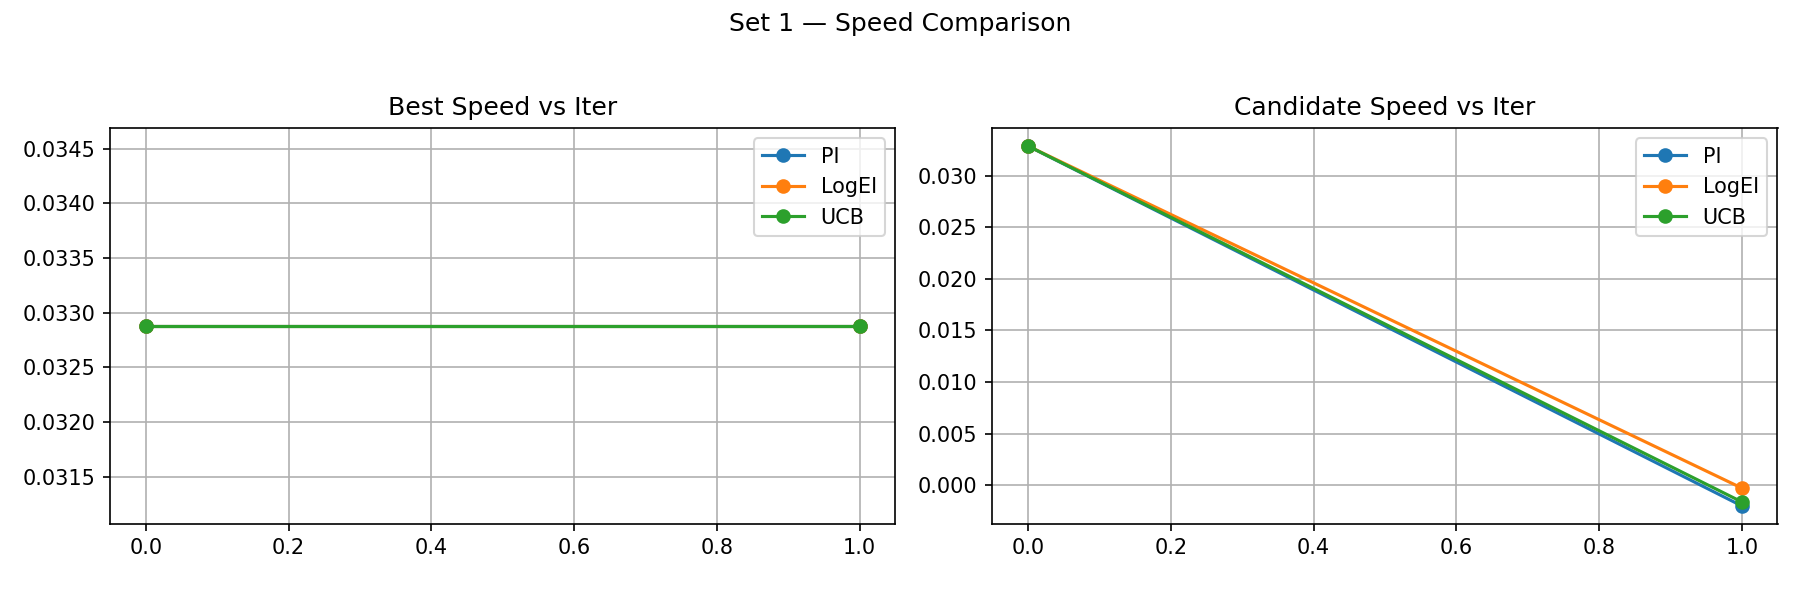 Set 1 — Speed Comparison
Best Speed vs Iter
0.0345
0.0340
0.0335
0.0330
0.0325
0.0320
0.0315
0.0 0.2 0.4 0.6 0.8 1.0
PI
LogEI
UCB
Candidate Speed vs Iter
0.030
0.025
0.020
0.015
0.010
0.005
0.000
0.0 0.2 0.4 0.6 0.8 1.0
PI
LogEI
UCB